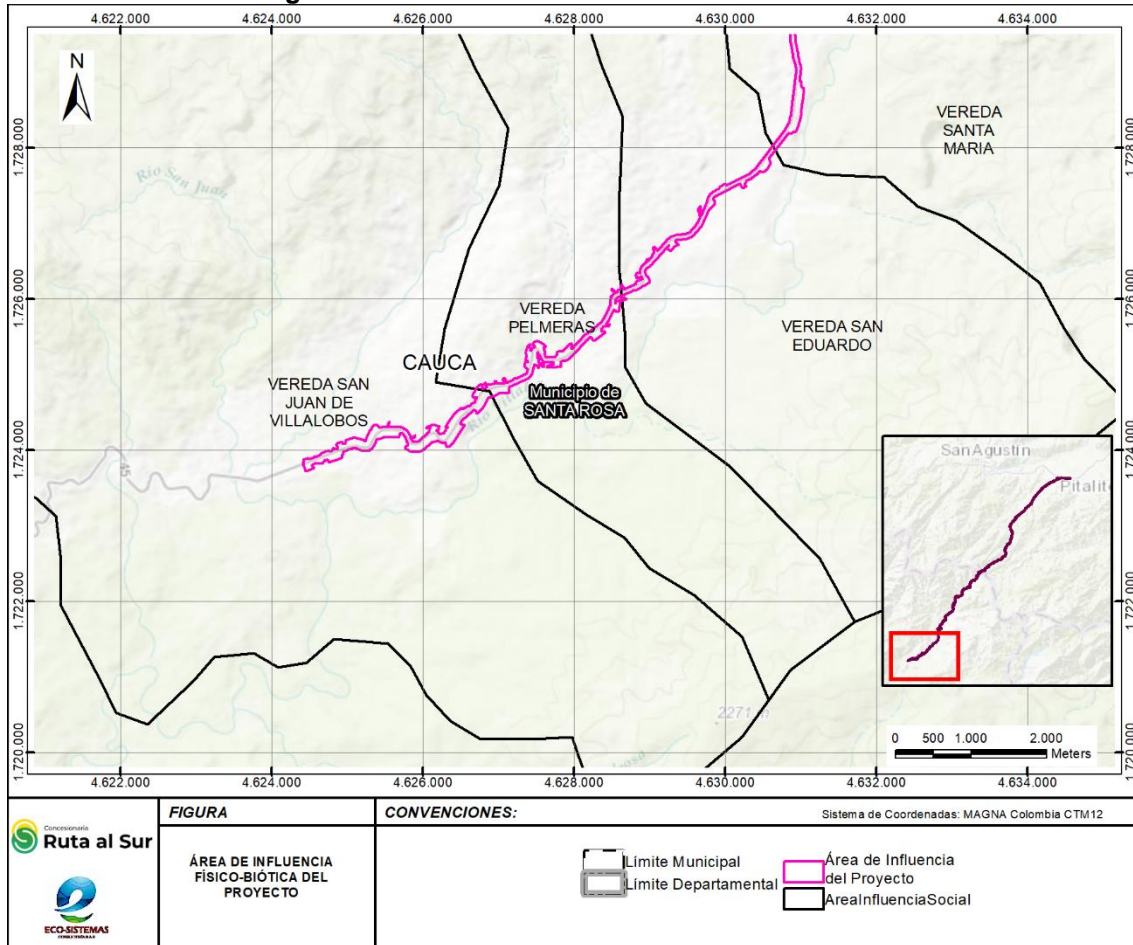 4.622.000 4.624.000 4.626.000 4.628.000 4.630.000 4.632.000 4.634.000
N
1.728.000
1.726.000
1.724.000
1.722.000
1.720.000
Río San Juan
VEREDA
SANTA
MARIA
VEREDA
PELMERAS
VEREDA SAN
EDUARDO
CAUCA
VEREDA SAN
JUAN DE
VILLALOBOS
Municipio de
SANTA ROSA
Río
45
2271 m
San Agustín
Pitalito
0 500 1.000 2.000
Meters
1.728.000
1.726.000
1.724.000
1.722.000
1.720.000
4.622.000 4.624.000 4.626.000 4.628.000 4.630.000 4.632.000 4.634.000
Concesionaria
Ruta al Sur
ECO-SISTEMAS
FIGURA
ÁREA DE INFLUENCIA
FÍSICO-BIÓTICA DEL
PROYECTO
CONVENCIONES:
Sistema de Coordenadas: MAGNA Colombia CTM12
Límite Municipal
Límite Departamental
Área de Influencia
del Proyecto
AreaInfluenciaSocial